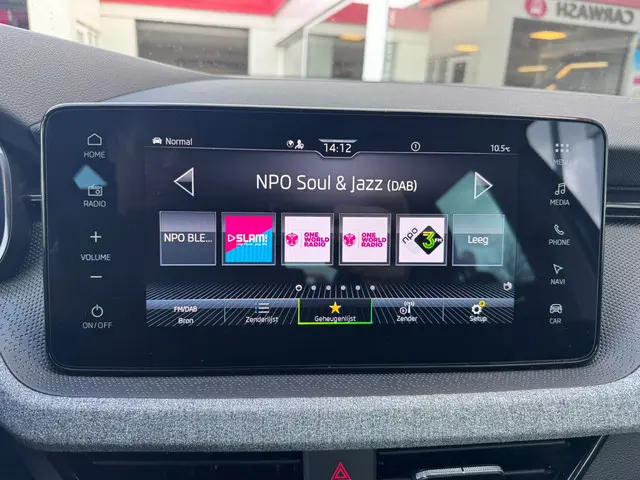 CARWASH
HOME
RADIO
VOLUME
ON/OFF
Normal
14:12
10.5°C
NPO Soul & Jazz (DAB)
NPO BLE...
SLAM!
ONE WORLD RADIO
ONE WORLD RADIO
npo 3FM
Leeg
FM/DAB
Bron
Zenderlijst
Geheugenlijst
Zender
Setup
MENU
MEDIA
PHONE
NAVI
CAR